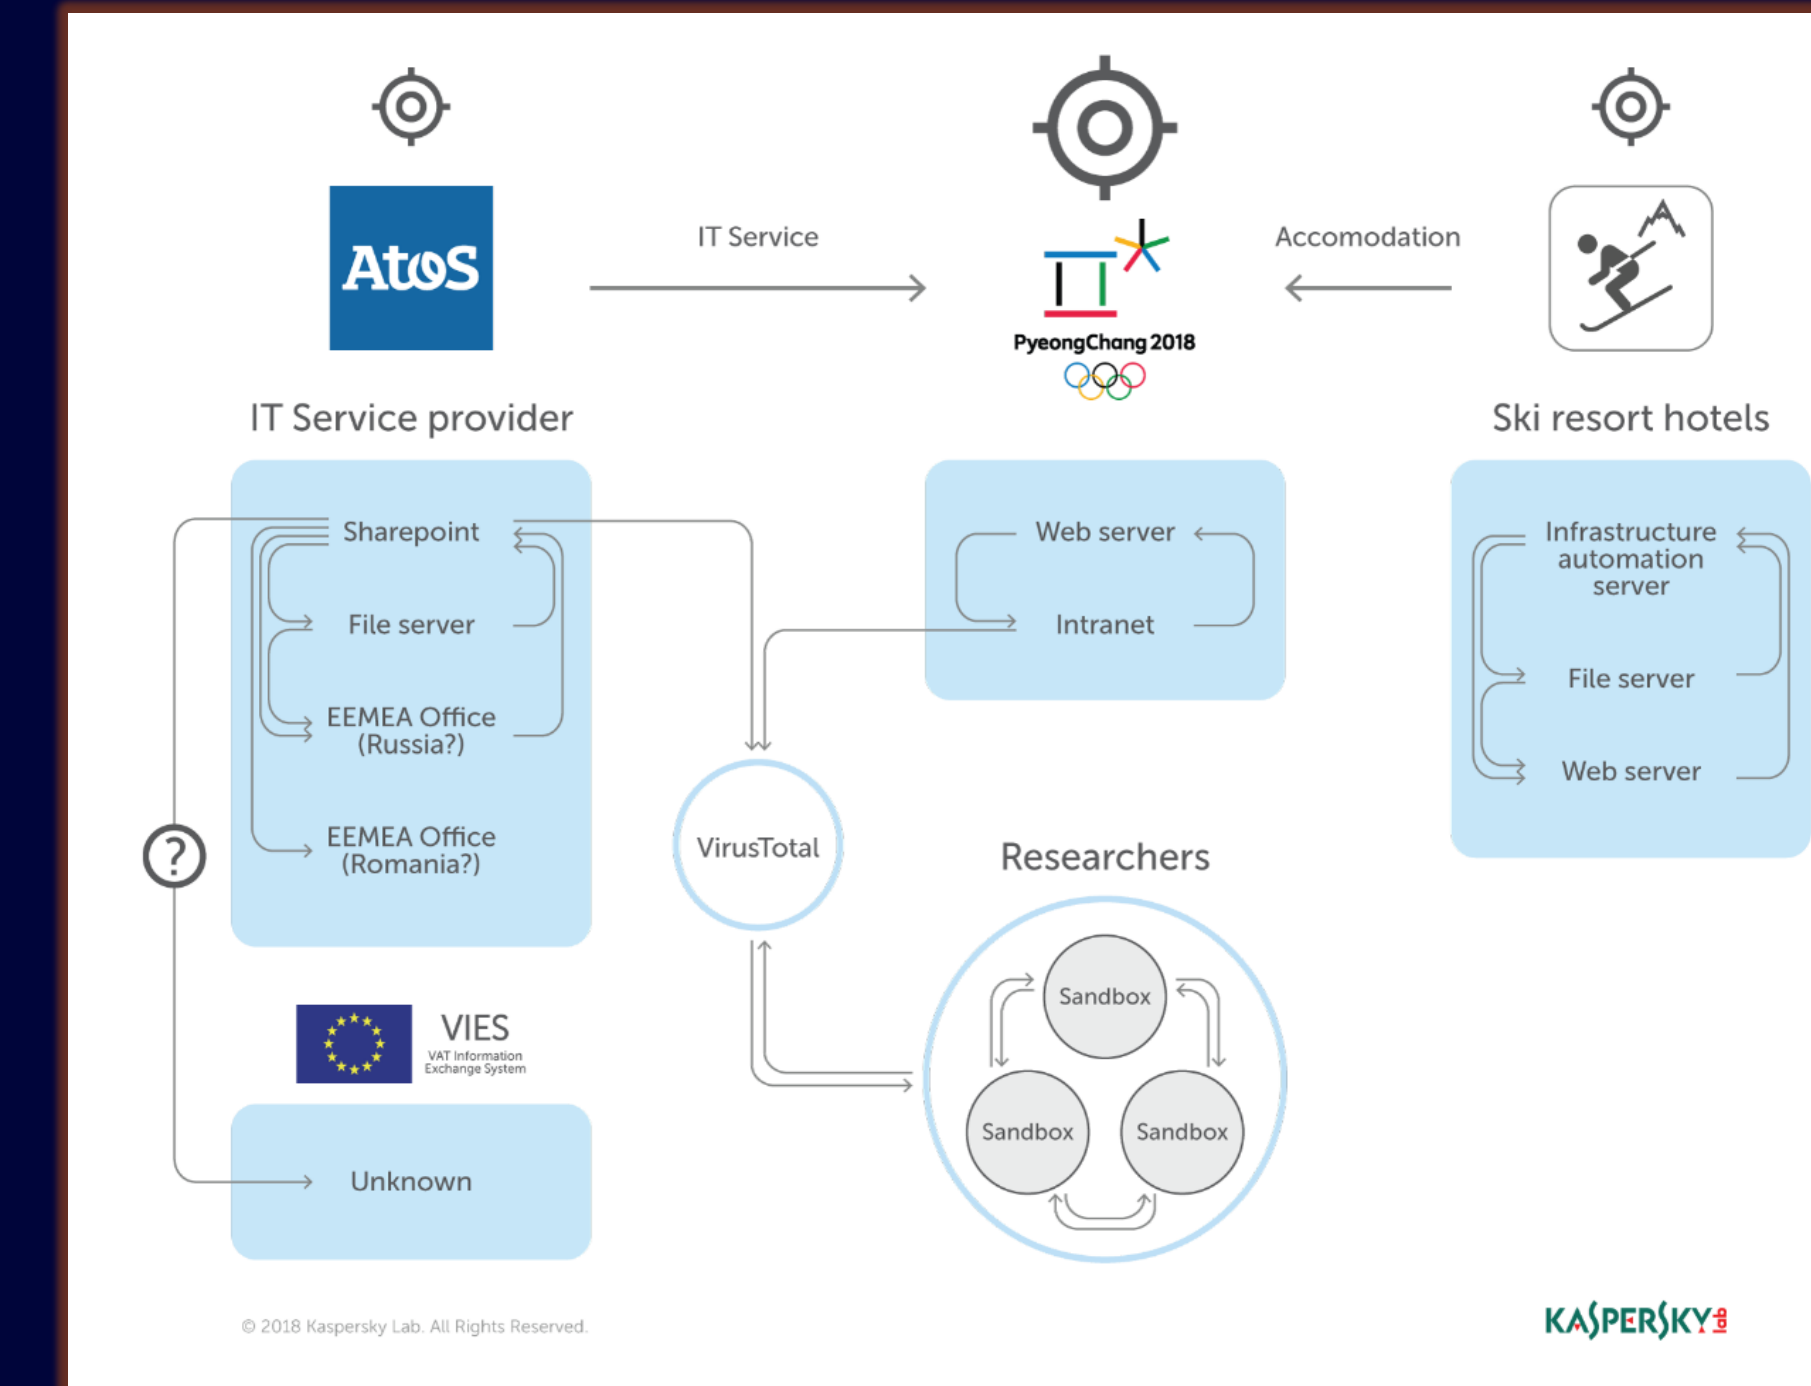 Atos
IT Service
PyeongChang 2018
Accomodation
IT Service provider
Ski resort hotels
Sharepoint
File server
EEMEA Office
(Russia?)
EEMEA Office
(Romania?)
Web server
Intranet
Infrastructure
automation
server
File server
Web server
?
VirusTotal
Researchers
Sandbox
Sandbox
Sandbox
VIES
VAT Information
Exchange System
Unknown
© 2018 Kaspersky Lab. All Rights Reserved.
KASPERSKY lab